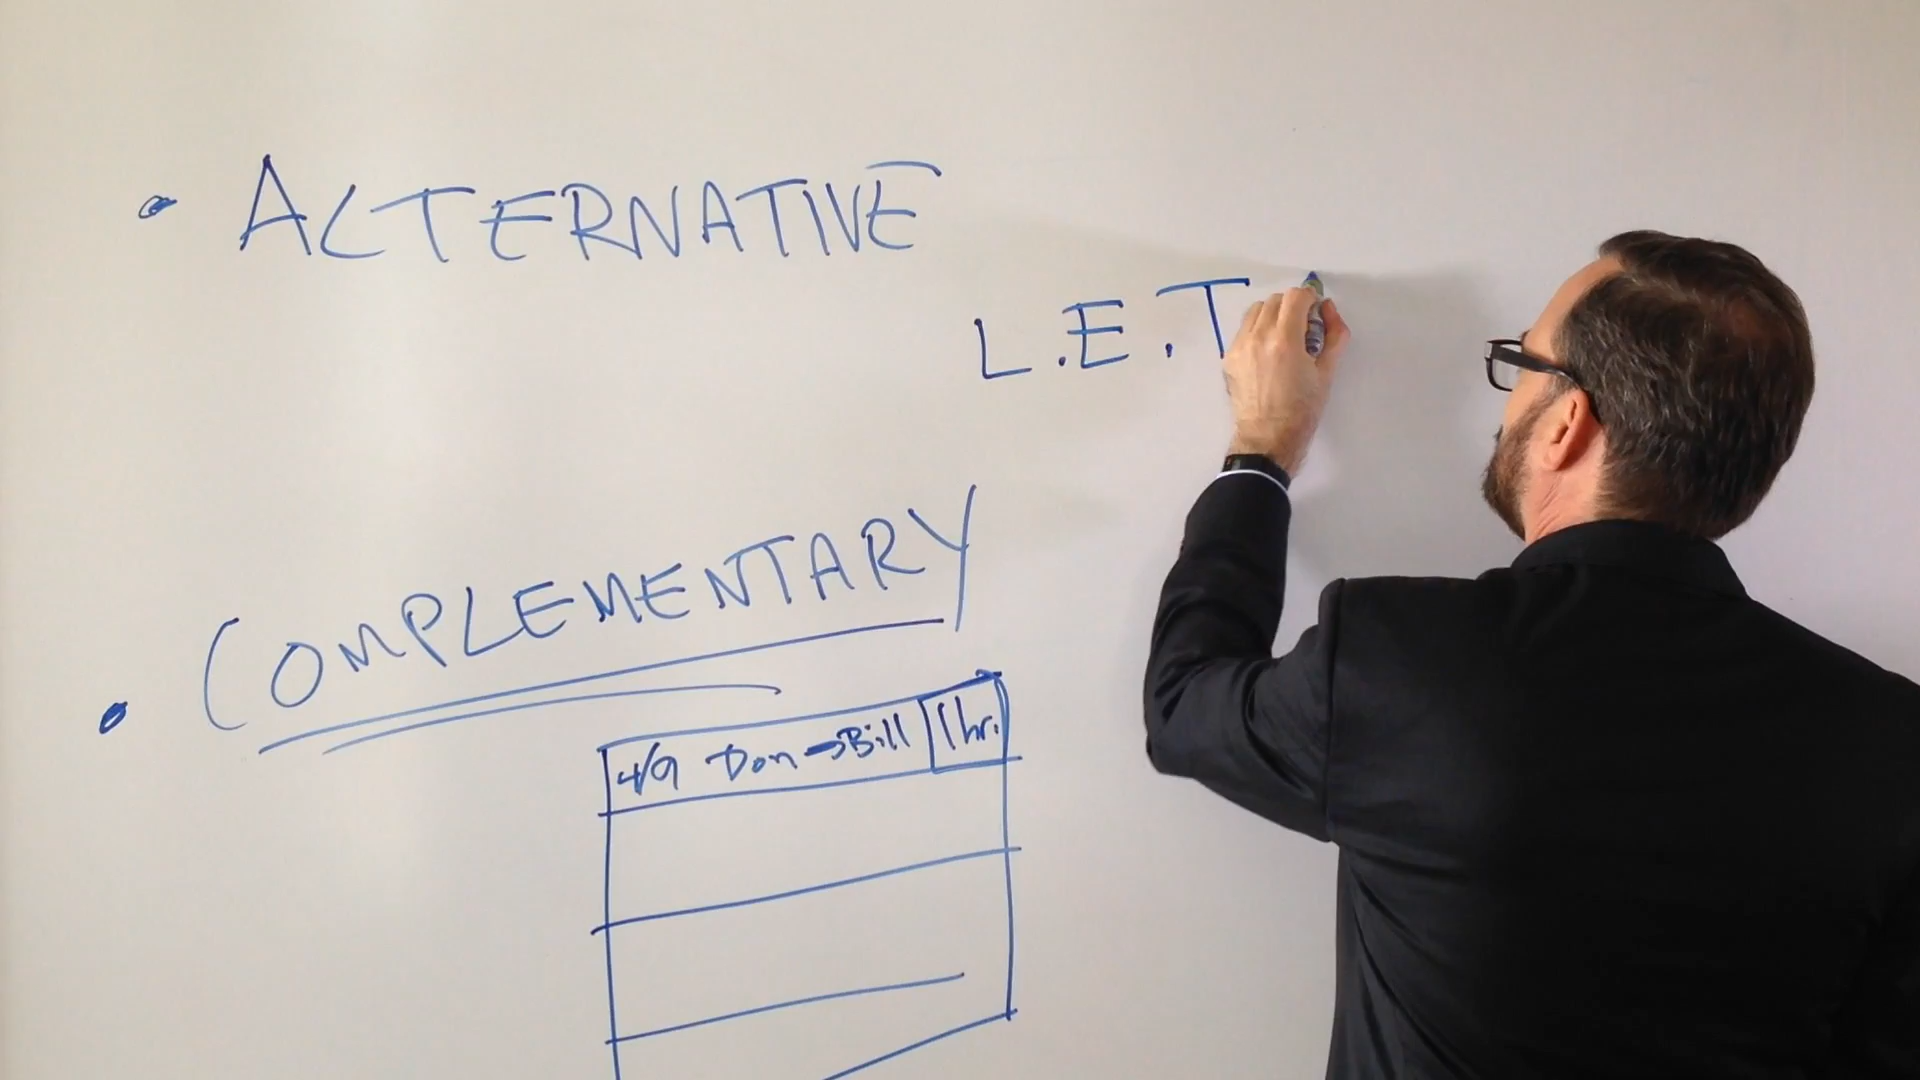 • ALTERNATIVE
L.E.T
• COMPLEMENTARY
4/9 Don→Bill 1hr.